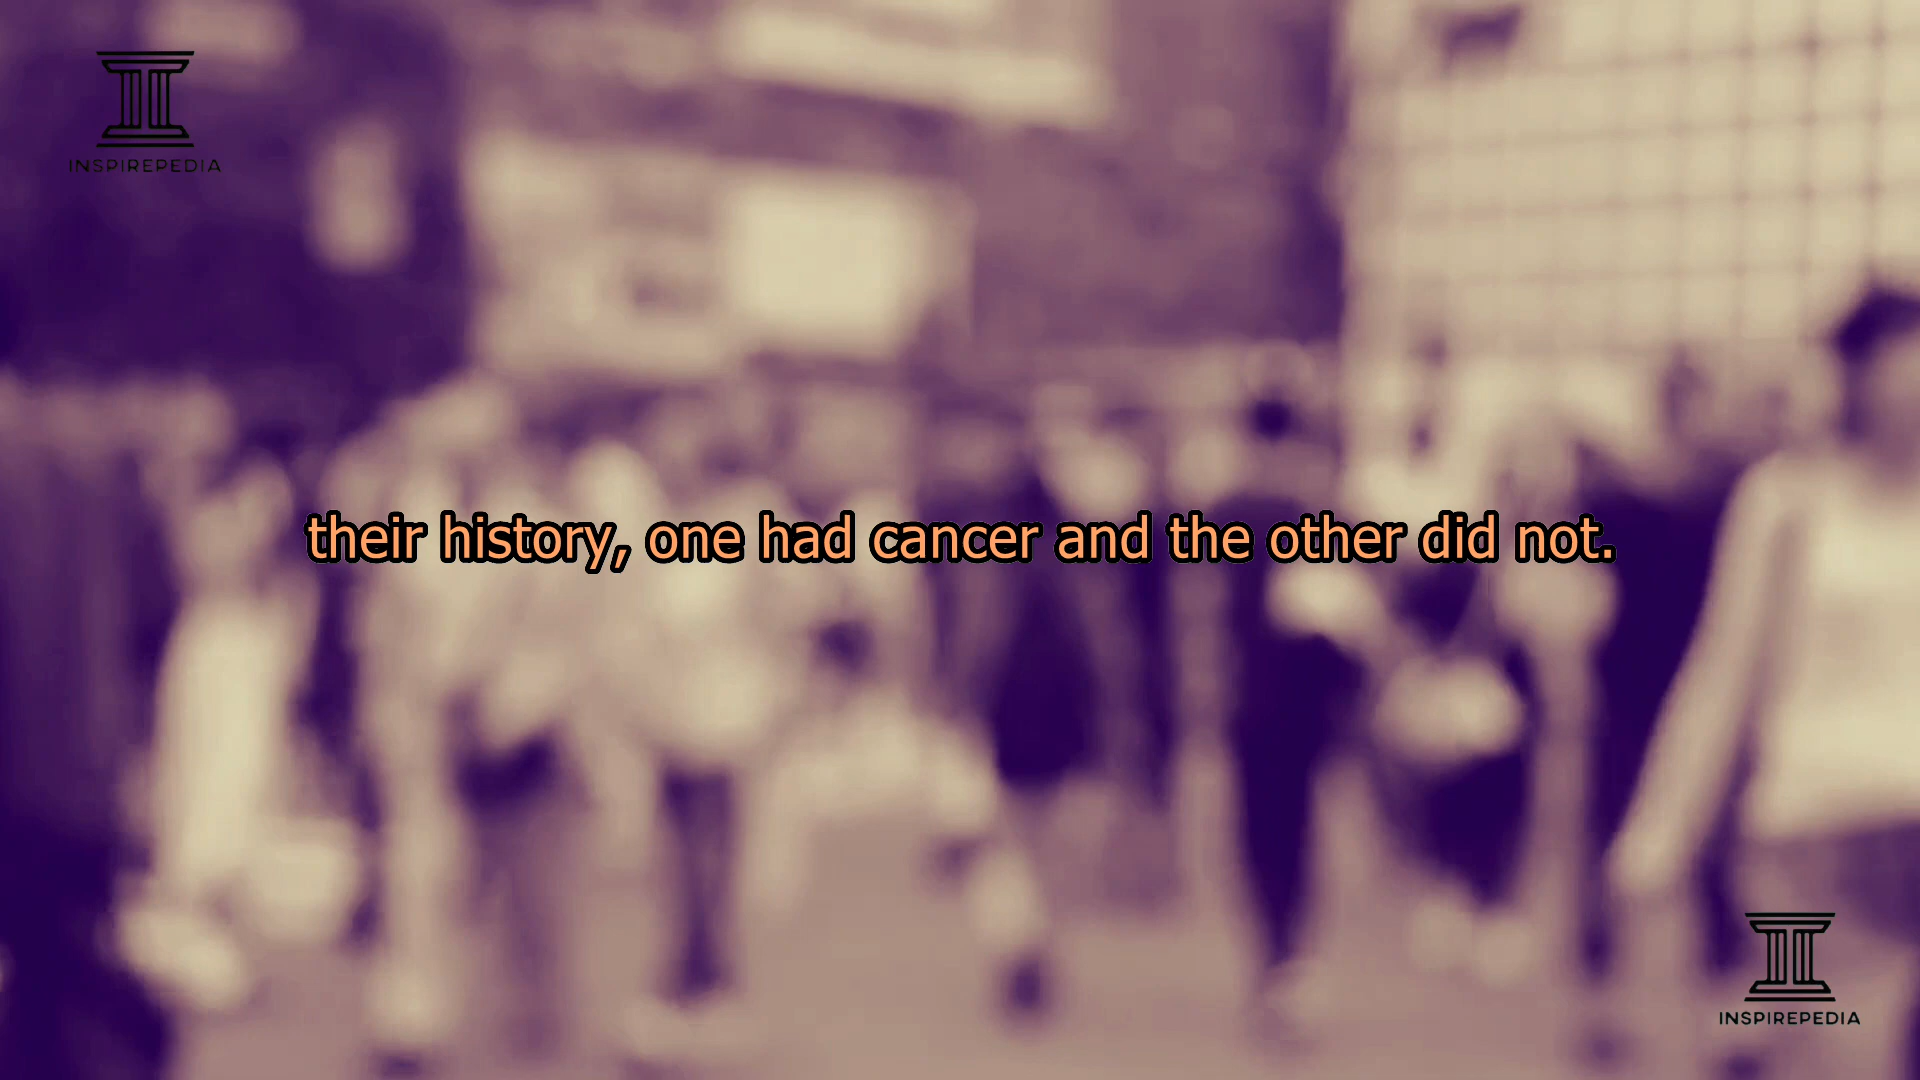 INSPIREPEDIA
their history, one had cancer and the other did not.
INSPIREPEDIA